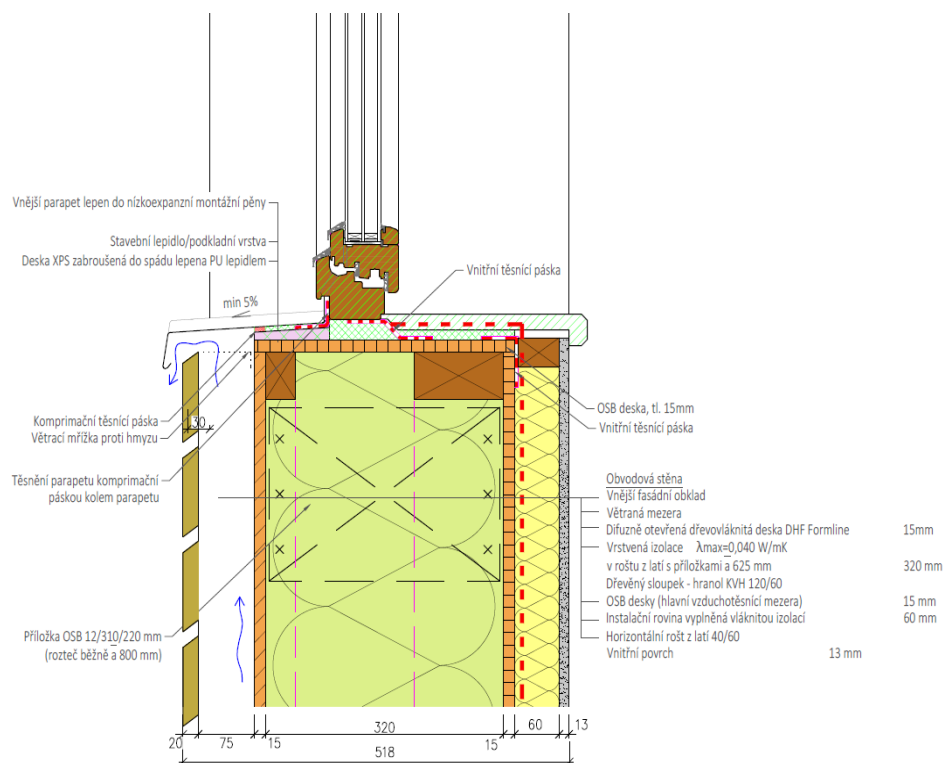 Vnější parapet lepen do nízkoexpanzní montážní pěny
Stavební lepidlo/podkladní vrstva
Deska XPS zabroušená do spádu lepena PU lepidlem
Vnitřní těsnící páska
min 5%
Komprimační těsnící páska
Větrací mřížka proti hmyzu
30
Těsnění parapetu komprimační
páskou kolem parapetu
OSB deska, tl. 15mm
Vnitřní těsnící páska
Obvodová stěna
Vnější fasádní obklad
Větraná mezera
Difuzně otevřená dřevovláknitá deska DHF Formline 15mm
Vrstvená izolace λmax=0,040 W/mK
v roštu z latí s příložkami a 625 mm 320 mm
Dřevěný sloupek - hranol KVH 120/60
OSB desky (hlavní vzduchotěsnící mezera) 15 mm
Instalační rovina vyplněná vláknitou izolací 60 mm
Horizontální rošt z latí 40/60
Vnitřní povrch 13 mm
Příložka OSB 12/310/220 mm
(rozteč běžně a 800 mm)
20 75 15 320 15 60 13
518